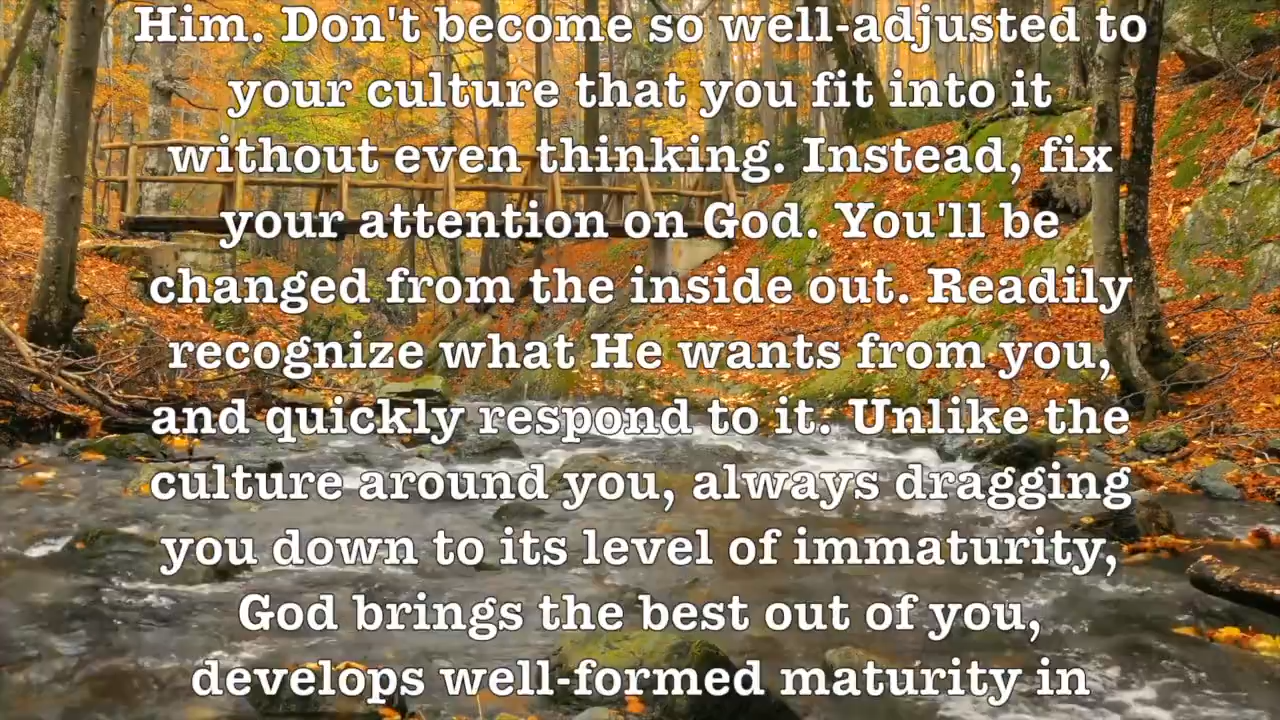 Him. Don't become so well-adjusted to
your culture that you fit into it
without even thinking. Instead, fix
your attention on God. You'll be
changed from the inside out. Readily
recognize what He wants from you,
and quickly respond to it. Unlike the
culture around you, always dragging
you down to its level of immaturity,
God brings the best out of you,
develops well-formed maturity in